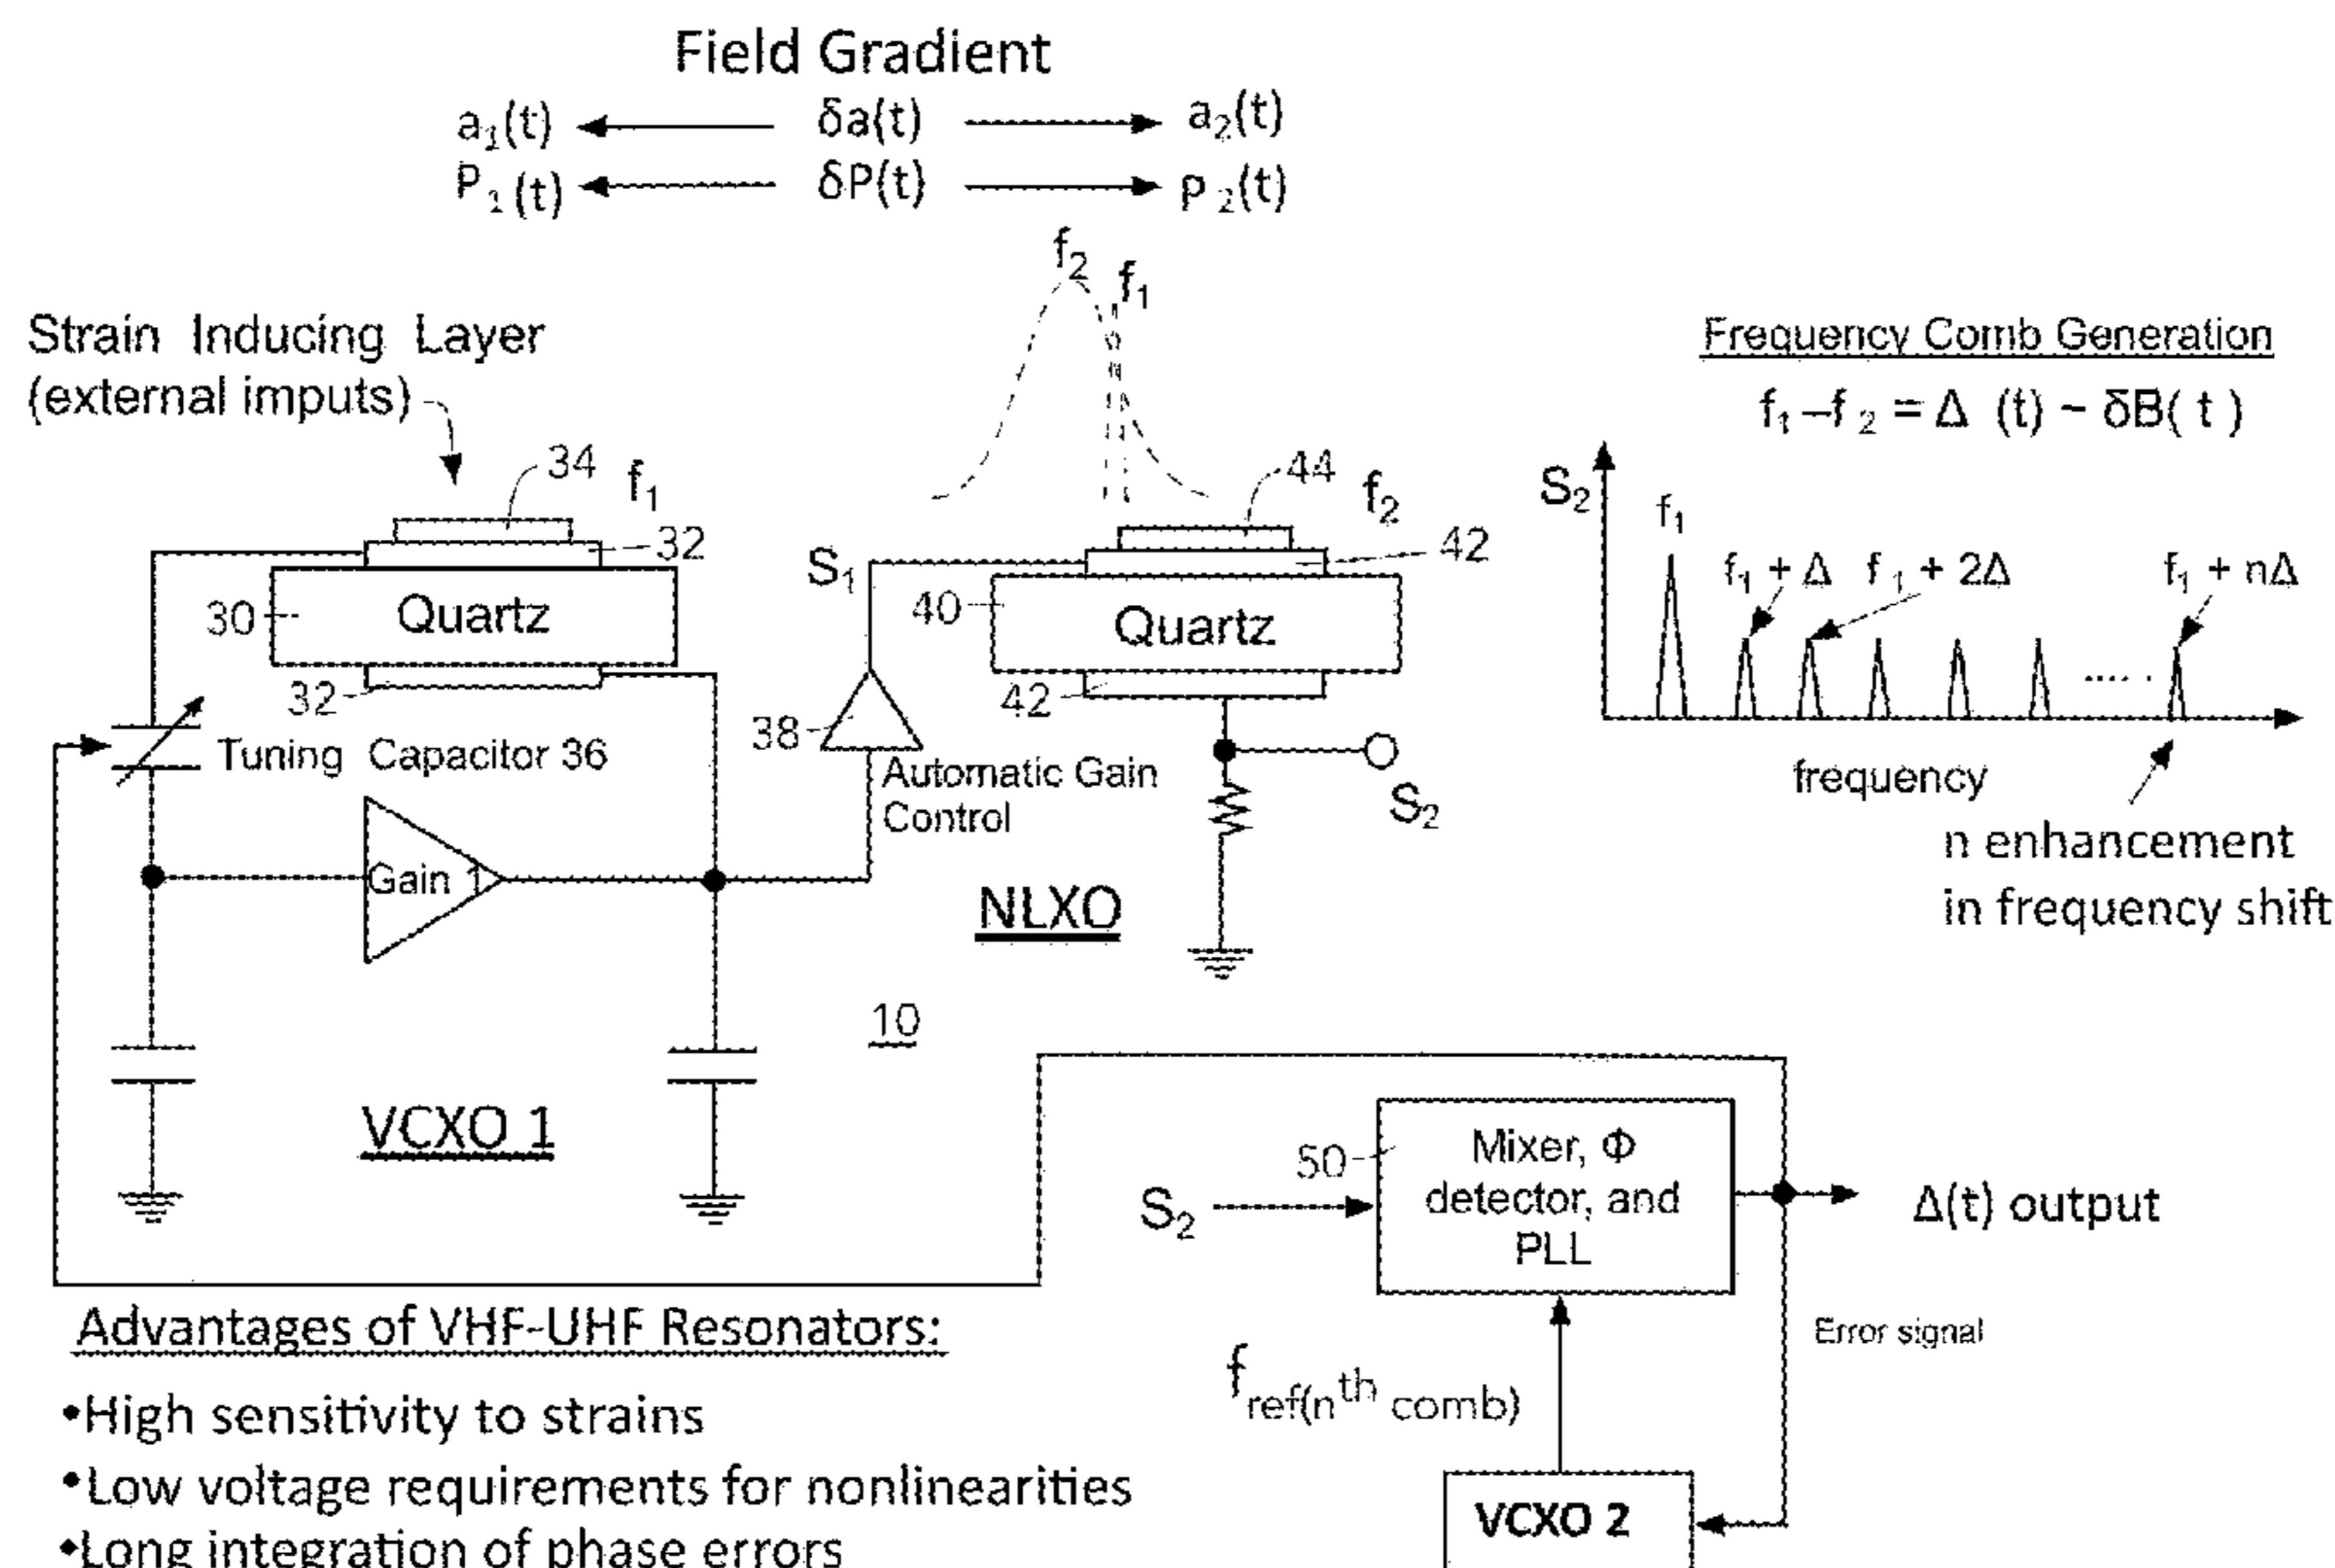 Field Gradient
a₁(t) δa(t) a₂(t)
P₁(t) δP(t) p₂(t)
f₂
f₁
Strain Inducing Layer
(external imputs)
34
f₁
32
30
Quartz
32
Tuning Capacitor 36
Gain 1
VCXO 1
S₁
38
Automatic Gain
Control
44
f₂
42
40
Quartz
42
S₂
NLXO
10
Frequency Comb Generation
f₁ – f₂ = Δ (t) ~ δB( t )
S₂
f₁
f₁ + Δ
f₁ + 2Δ
f₁ + nΔ
.....
frequency
n enhancement
in frequency shift
50
Mixer, Φ
detector, and
PLL
S₂
Δ(t) output
Error signal
f ref(nᵗʰ comb)
VCXO 2
Advantages of VHF-UHF Resonators:
•High sensitivity to strains
•Low voltage requirements for nonlinearities
•Long integration of phase errors